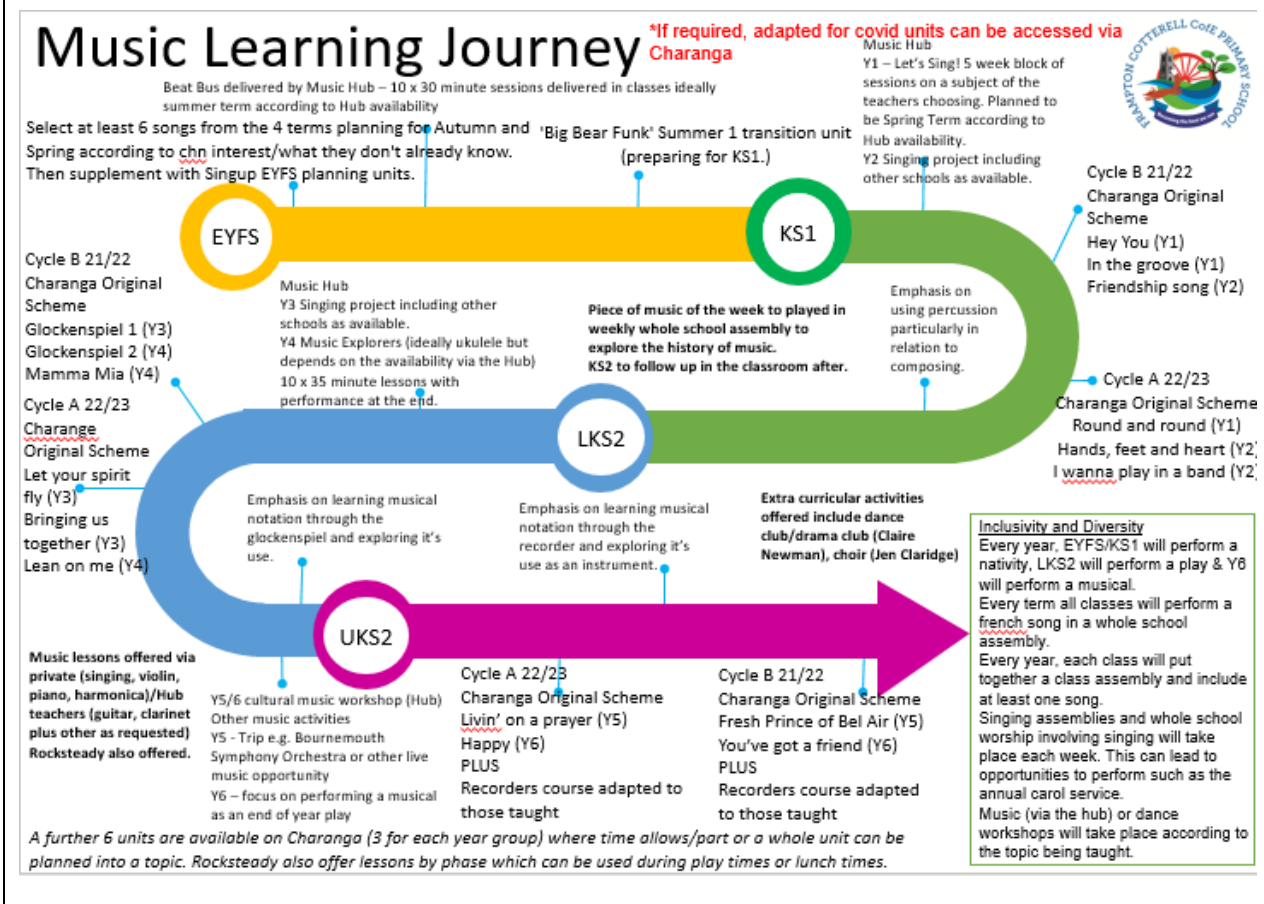 Music Learning Journey
*If required, adapted for covid units can be accessed via
Charanga
FRAMPTON COTTERELL CofE PRIMARY SCHOOL
Beat Bus delivered by Music Hub – 10 x 30 minute sessions delivered in classes ideally
summer term according to Hub availability
Select at least 6 songs from the 4 terms planning for Autumn and
Spring according to chn interest/what they don't already know.
Then supplement with Singup EYFS planning units.
'Big Bear Funk' Summer 1 transition unit
(preparing for KS1.)
Music Hub
Y1 – Let's Sing! 5 week block of
sessions on a subject of the
teachers choosing. Planned to
be Spring Term according to
Hub availability.
Y2 Singing project including
other schools as available.
Cycle B 21/22
Charanga Original
Scheme
Hey You (Y1)
In the groove (Y1)
Friendship song (Y2)
EYFS
KS1
Cycle B 21/22
Charanga Original
Scheme
Glockenspiel 1 (Y3)
Glockenspiel 2 (Y4)
Mamma Mia (Y4)
Music Hub
Y3 Singing project including other
schools as available.
Y4 Music Explorers (ideally ukulele but
depends on the availability via the Hub)
10 x 35 minute lessons with
performance at the end.
Piece of music of the week to played in
weekly whole school assembly to
explore the history of music.
KS2 to follow up in the classroom after.
Emphasis on
using percussion
particularly in
relation to
composing.
Cycle A 22/23
Charanga Original Scheme
Round and round (Y1)
Hands, feet and heart (Y2)
I wanna play in a band (Y2)
Cycle A 22/23
Charange
Original Scheme
Let your spirit
fly (Y3)
Bringing us
together (Y3)
Lean on me (Y4)
LKS2
Emphasis on learning musical
notation through the
glockenspiel and exploring it's
use.
Emphasis on learning musical
notation through the
recorder and exploring it's
use as an instrument.
Extra curricular activities
offered include dance
club/drama club (Claire
Newman), choir (Jen Claridge)
Inclusivity and Diversity
Every year, EYFS/KS1 will perform a
nativity, LKS2 will perform a play & Y6
will perform a musical.
Every term all classes will perform a
french song in a whole school
assembly.
Every year, each class will put
together a class assembly and include
at least one song.
Singing assemblies and whole school
worship involving singing will take
place each week. This can lead to
opportunities to perform such as the
annual carol service.
Music (via the hub) or dance
workshops will take place according to
the topic being taught.
UKS2
Music lessons offered via
private (singing, violin,
piano, harmonica)/Hub
teachers (guitar, clarinet
plus other as requested)
Rocksteady also offered.
Y5/6 cultural music workshop (Hub)
Other music activities
Y5 - Trip e.g. Bournemouth
Symphony Orchestra or other live
music opportunity
Y6 – focus on performing a musical
as an end of year play
Cycle A 22/23
Charanga Original Scheme
Livin' on a prayer (Y5)
Happy (Y6)
PLUS
Recorders course adapted to
those taught
Cycle B 21/22
Charanga Original Scheme
Fresh Prince of Bel Air (Y5)
You've got a friend (Y6)
PLUS
Recorders course adapted
to those taught
A further 6 units are available on Charanga (3 for each year group) where time allows/part or a whole unit can be
planned into a topic. Rocksteady also offer lessons by phase which can be used during play times or lunch times.